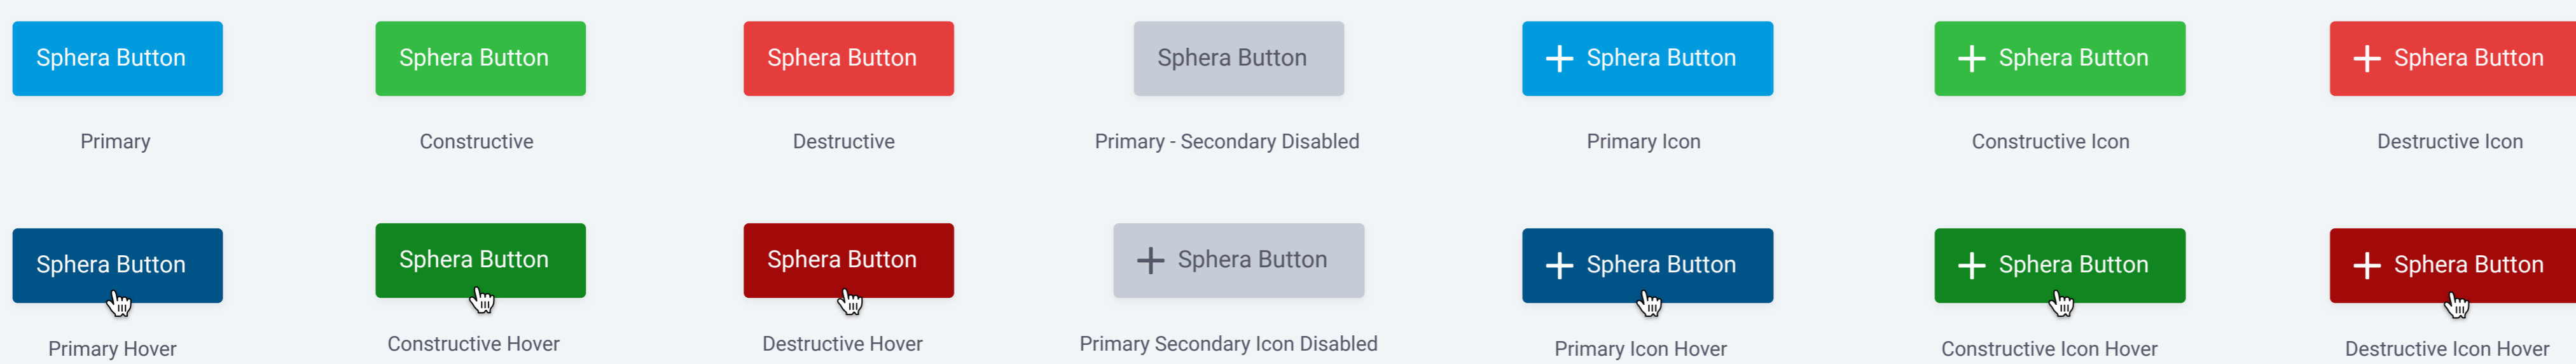 Sphera Button Sphera Button Sphera Button Sphera Button Sphera Button Sphera Button Sphera Button
Primary Constructive Destructive Primary - Secondary Disabled Primary Icon Constructive Icon Destructive Icon
Sphera Button Sphera Button Sphera Button Sphera Button Sphera Button Sphera Button Sphera Button
Primary Hover Constructive Hover Destructive Hover Primary Secondary Icon Disabled Primary Icon Hover Constructive Icon Hover Destructive Icon Hover